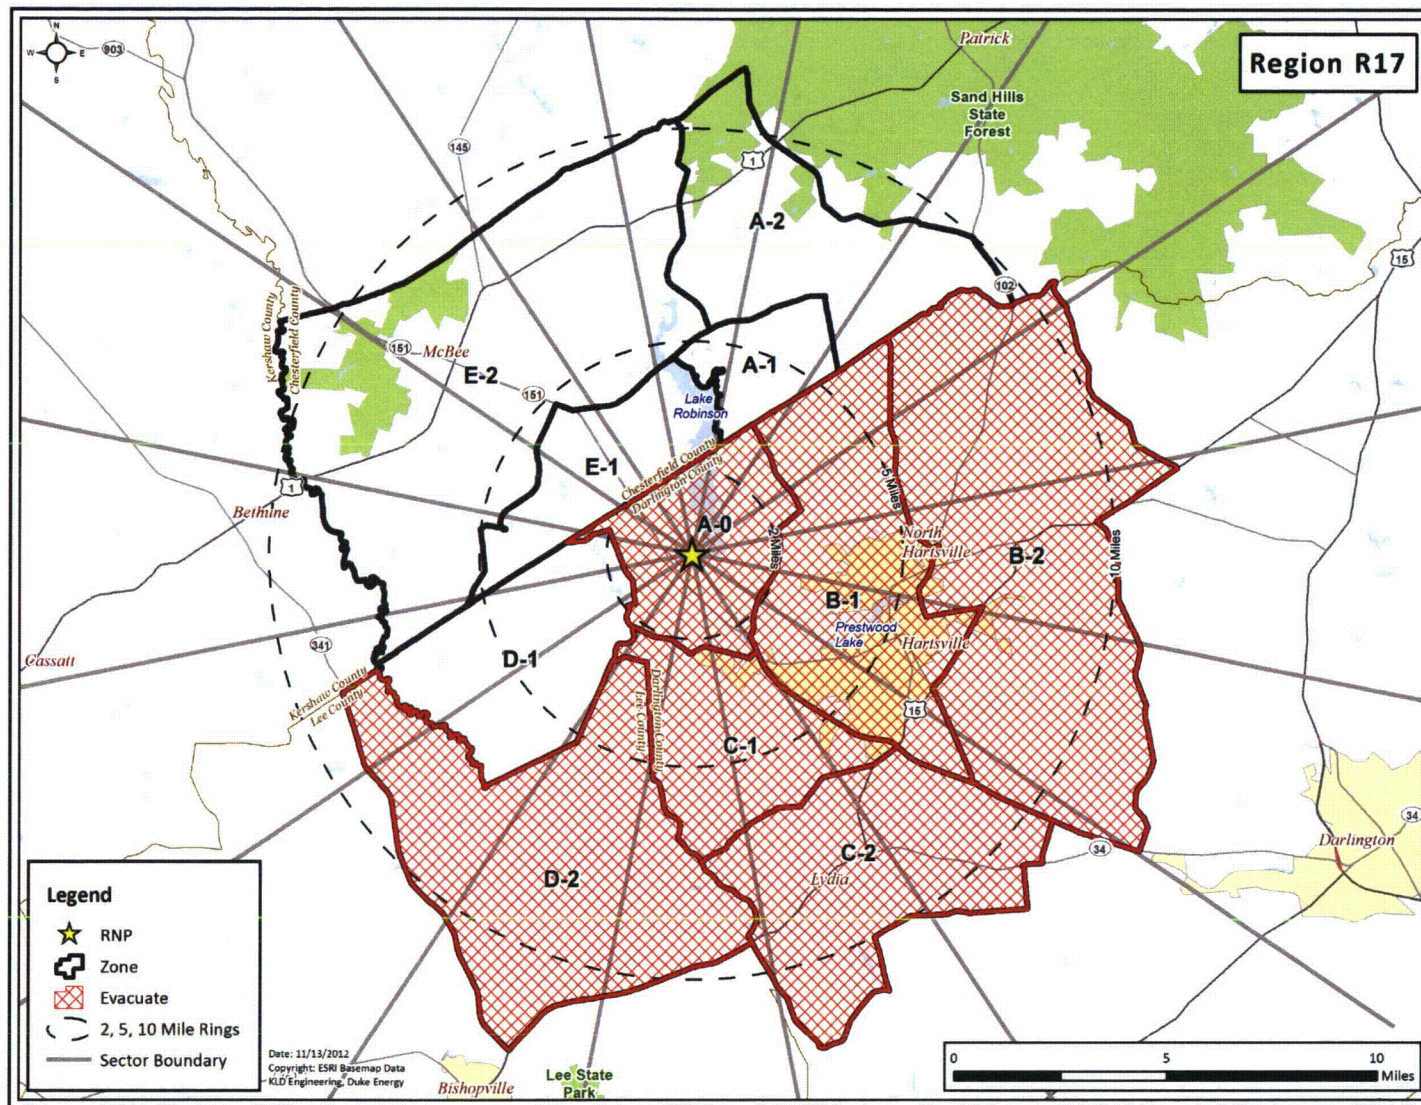 Region R17
N
W E
S
903
Patrick
Sand Hills
State
Forest
145
1
A-2
15
102
Kershaw County
Chesterfield County
151
McBee
E-2
151
A-1
Lake
Robinson
Chesterfield County
Darlington County
E-1
1
Bethune
5 Miles
A-0
2 Miles
North
Hartsville
B-2
10 Miles
B-1
Prestwood
Lake
Hartsville
341
Cassatt
D-1
Kershaw County
Lee County
Darlington County
Lee County
15
C-1
34
Darlington
34
C-2
Lydia
D-2
Legend
RNP
Zone
Evacuate
2, 5, 10 Mile Rings
Sector Boundary
Date: 11/13/2012
Copyright: ESRI Basemap Data
KLD Engineering, Duke Energy
Bishopville
Lee State
Park
0 5 10
Miles